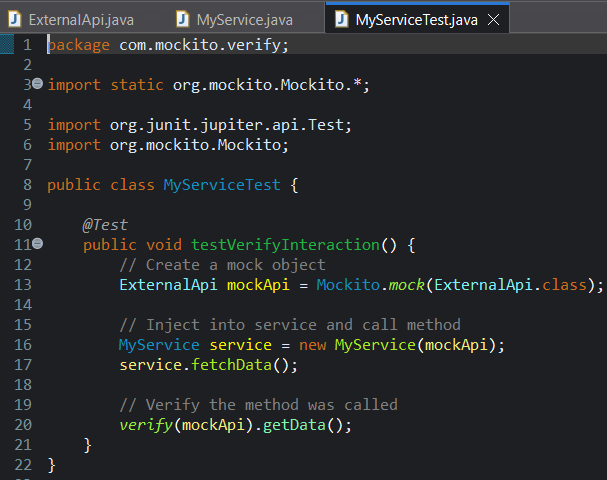 ExternalApi.java MyService.java MyServiceTest.java
1 package com.mockito.verify;
2
3 import static org.mockito.Mockito.*;
4
5 import org.junit.jupiter.api.Test;
6 import org.mockito.Mockito;
7
8 public class MyServiceTest {
9
10     @Test
11     public void testVerifyInteraction() {
12         // Create a mock object
13         ExternalApi mockApi = Mockito.mock(ExternalApi.class);
14
15         // Inject into service and call method
16         MyService service = new MyService(mockApi);
17         service.fetchData();
18
19         // Verify the method was called
20         verify(mockApi).getData();
21     }
22 }